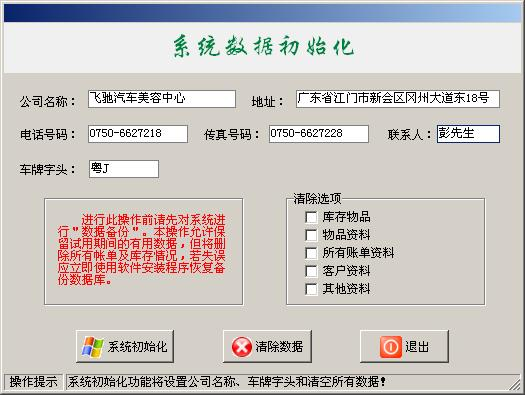 系统数据初始化
公司名称： 飞驰汽车美容中心 地址： 广东省江门市新会区冈州大道东18号
电话号码： 0750-6627218 传真号码： 0750-6627228 联系人： 彭先生
车牌字头： 粤J
进行此操作前请先对系统进
行＂数据备份＂。本操作允许保
留试用期间的有用数据，但将删
除所有帐单及库存情况，若失误
应立即使用软件安装程序恢复备
份数据库。
清除选项
库存物品
物品资料
所有账单资料
客户资料
其他资料
系统初始化 清除数据 退出
操作提示 系统初始化功能将设置公司名称、车牌字头和清空所有数据！